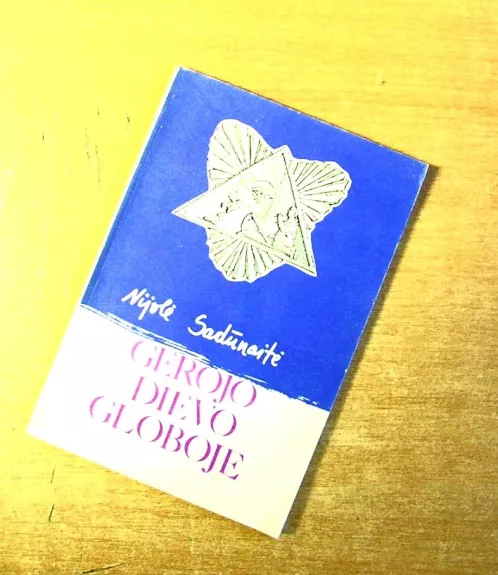 Nijolė Sadūnaitė
GEROJO
DIEVO
GLOBOJE